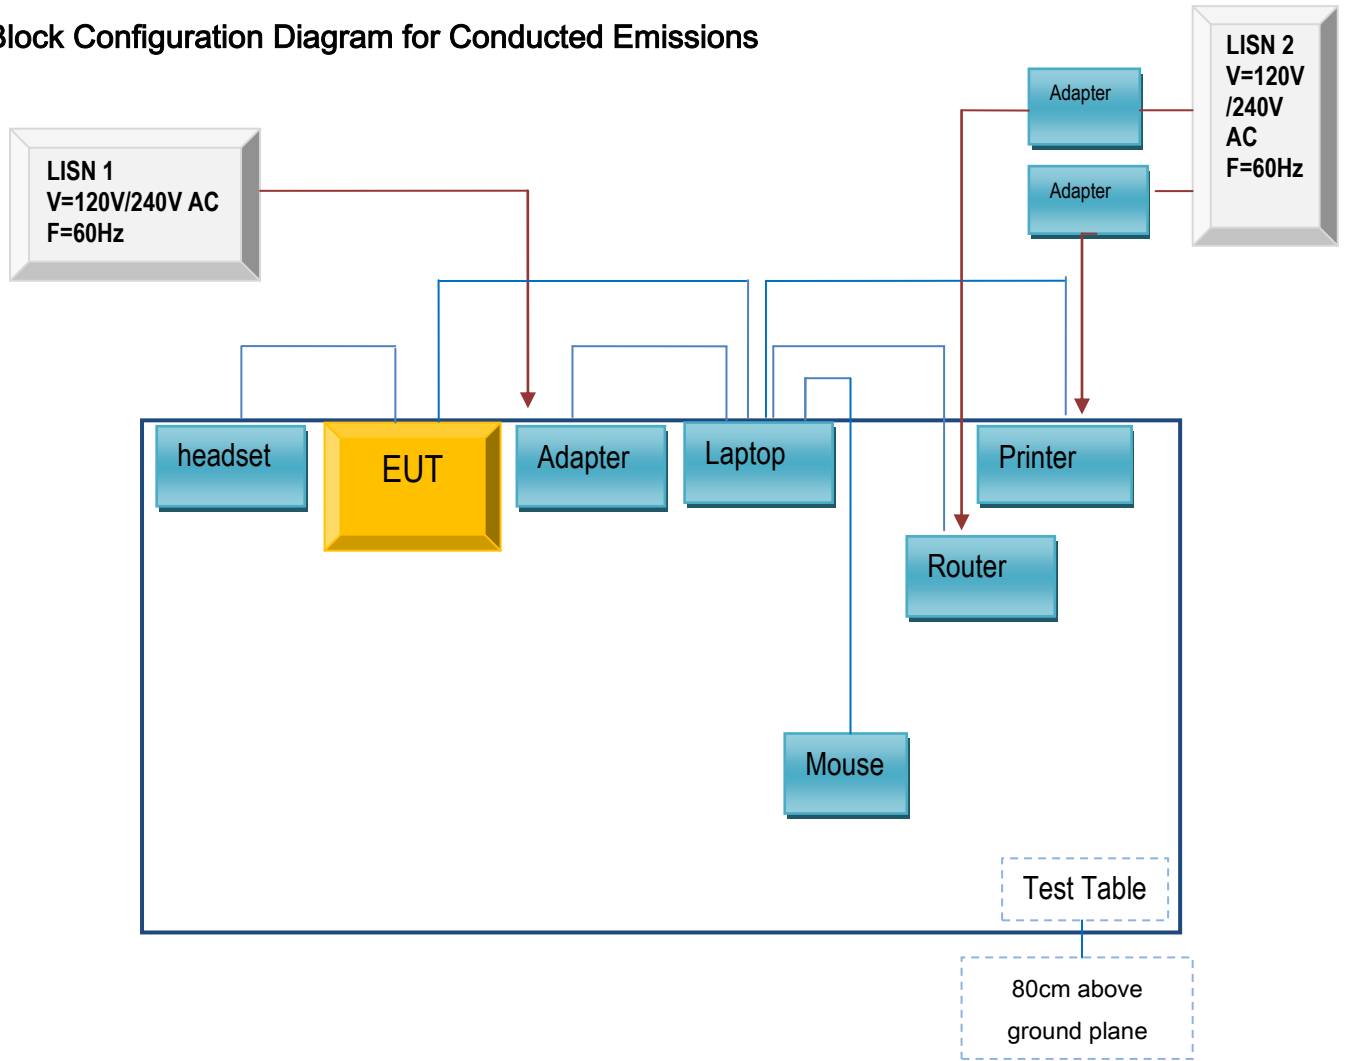 Block Configuration Diagram for Conducted Emissions
LISN 2
V=120V
/240V
AC
F=60Hz
Adapter
Adapter
LISN 1
V=120V/240V AC
F=60Hz
headset
EUT
Adapter
Laptop
Printer
Router
Mouse
Test Table
80cm above
ground plane